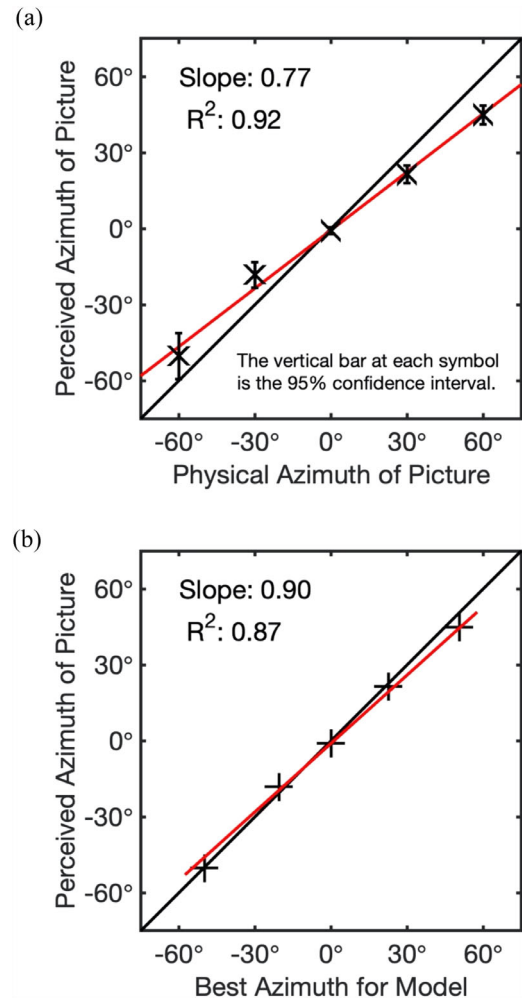 (a)
60°
30°
0°
-30°
-60°
Perceived Azimuth of Picture
Slope: 0.77
R²: 0.92
The vertical bar at each symbol
is the 95% confidence interval.
-60° -30° 0° 30° 60°
Physical Azimuth of Picture
(b)
60°
30°
0°
-30°
-60°
Perceived Azimuth of Picture
Slope: 0.90
R²: 0.87
-60° -30° 0° 30° 60°
Best Azimuth for Model